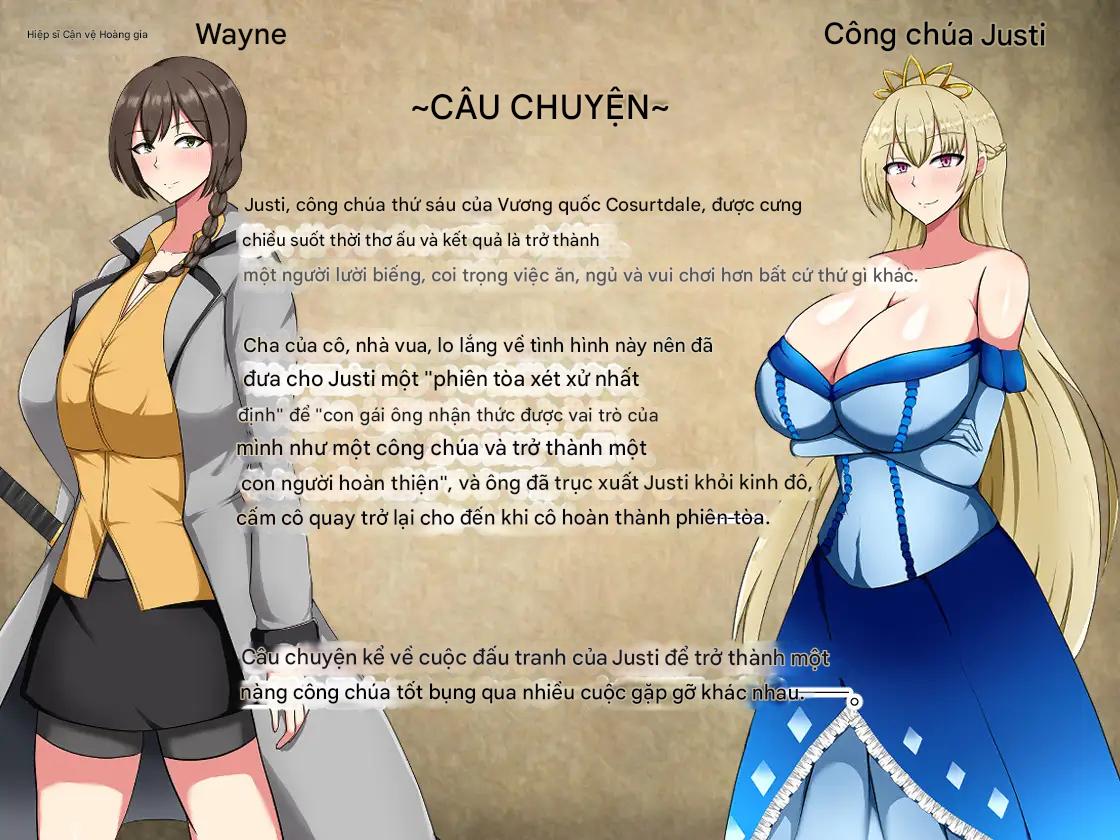 Hiệp sĩ Cận vệ Hoàng gia
Wayne
Công chúa Justi
~CÂU CHUYỆN~
Justi, công chúa thứ sáu của Vương quốc Cosurtdale, được cưng
chiều suốt thời thơ ấu và kết quả là trở thành
một người lười biếng, coi trọng việc ăn, ngủ và vui chơi hơn bất cứ thứ gì khác.
Cha của cô, nhà vua, lo lắng về tình hình này nên đã
đưa cho Justi một "phiên tòa xét xử nhất
định" để "con gái ông nhận thức được vai trò của
mình như một công chúa và trở thành một
con người hoàn thiện", và ông đã trục xuất Justi khỏi kinh đô,
cấm cô quay trở lại cho đến khi cô hoàn thành phiên tòa.
Câu chuyện kể về cuộc đấu tranh của Justi để trở thành một
nàng công chúa tốt bụng qua nhiều cuộc gặp gỡ khác nhau.